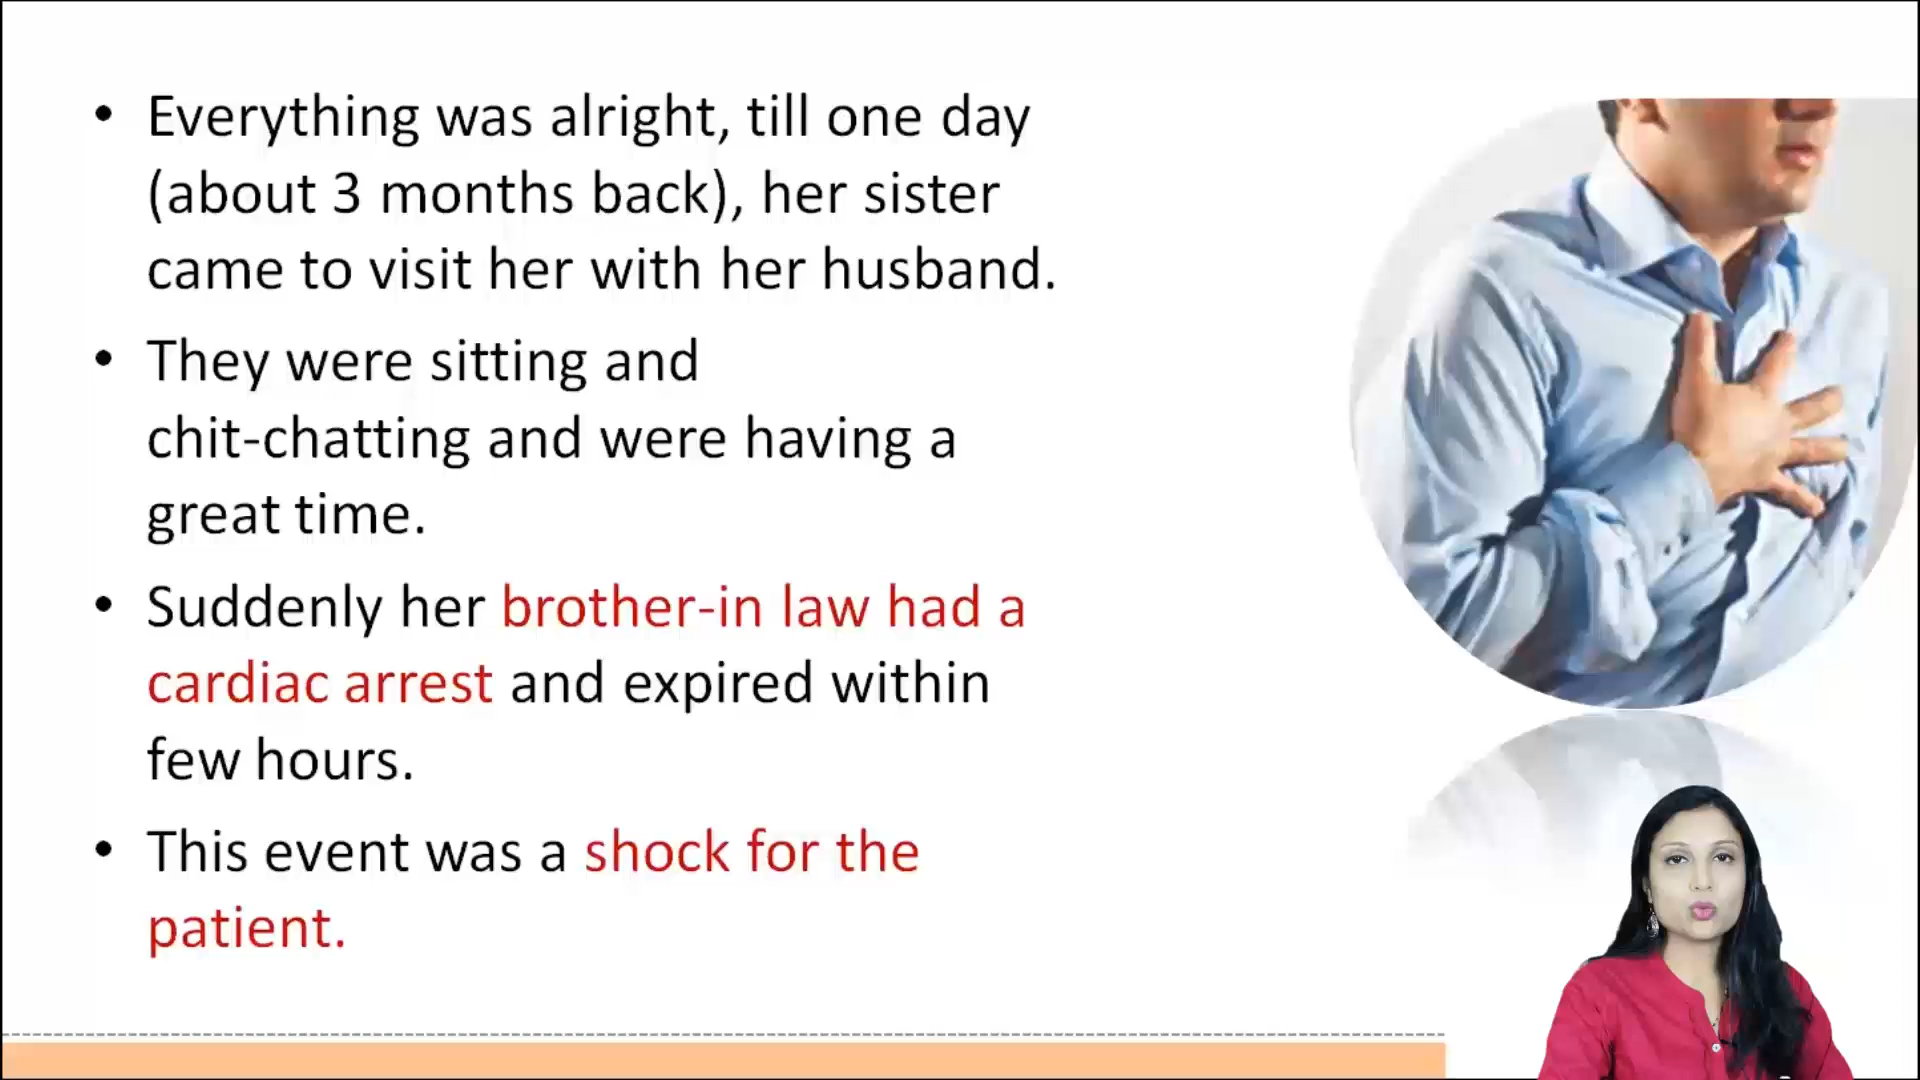 • Everything was alright, till one day
(about 3 months back), her sister
came to visit her with her husband.
• They were sitting and
chit-chatting and were having a
great time.
• Suddenly her brother-in law had a
cardiac arrest and expired within
few hours.
• This event was a shock for the
patient.